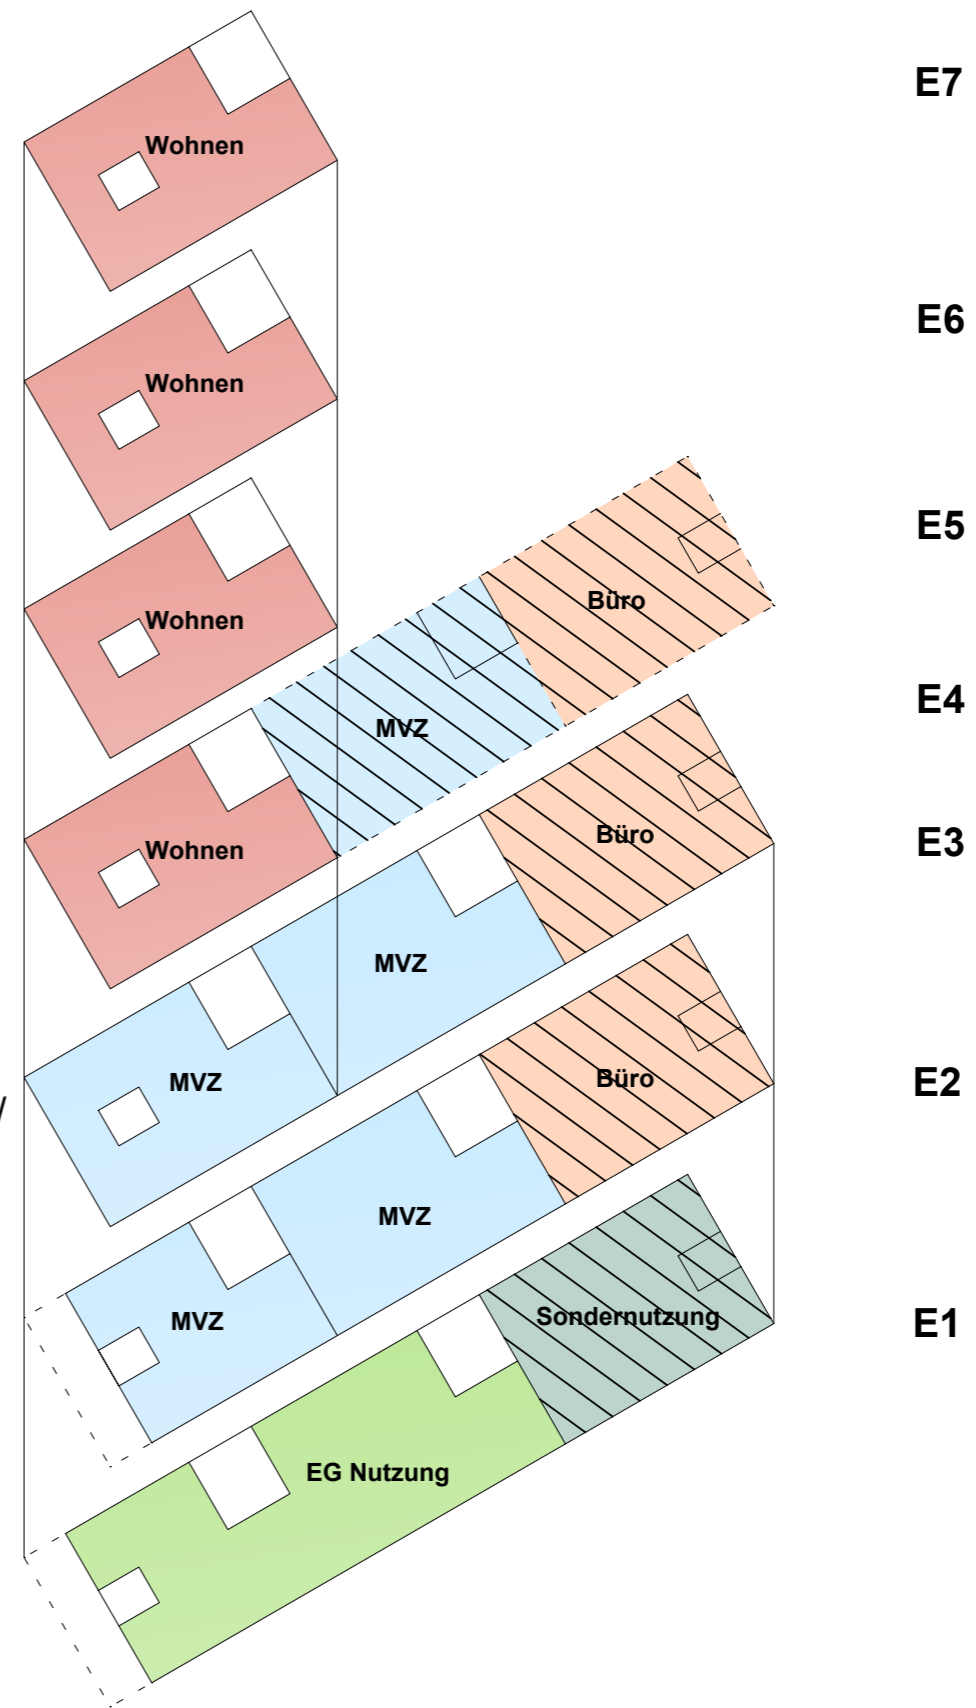 E7
Wohnen
E6
Wohnen
E5
Büro
Wohnen
E4
MVZ
Büro
E3
Wohnen
MVZ
Büro
E2
MVZ
MVZ
Sondernutzung
E1
MVZ
EG Nutzung